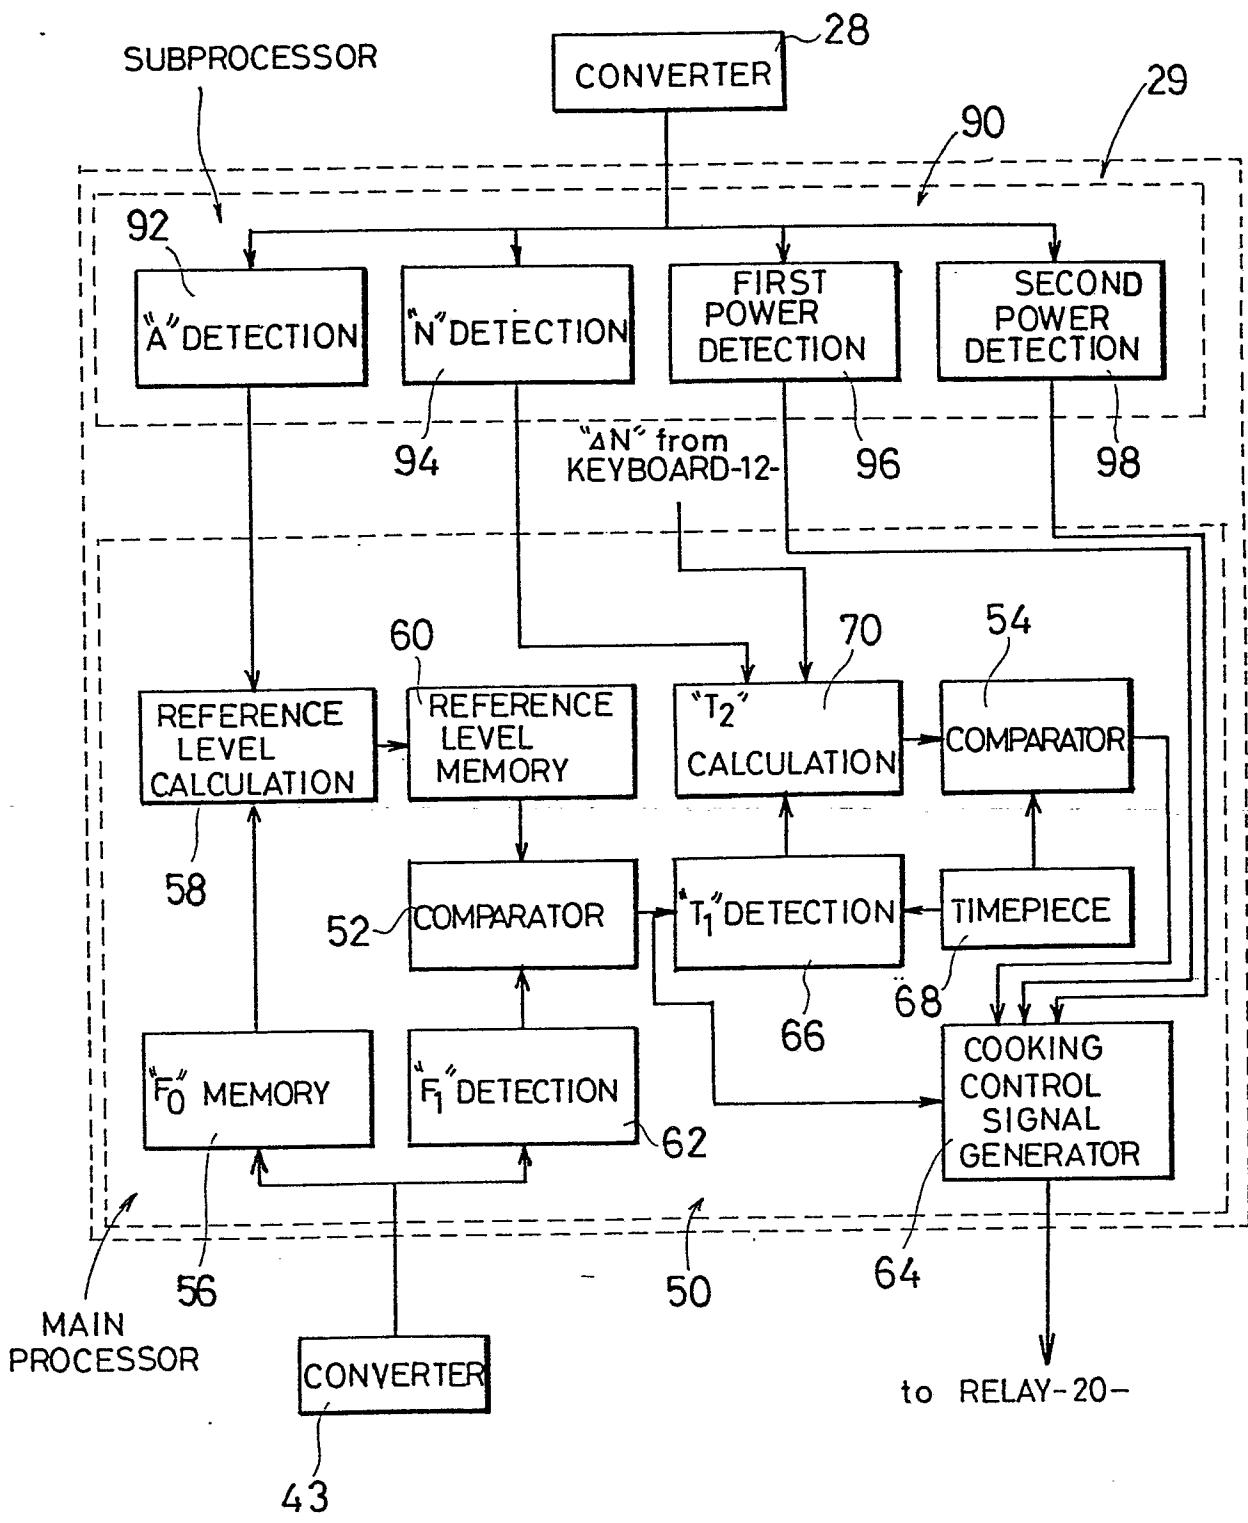 28
SUBPROCESSOR
CONVERTER
29
90
92
"A" DETECTION
"N" DETECTION
FIRST
POWER
DETECTION
SECOND
POWER
DETECTION
94
"ΔN" from
KEYBOARD-12-
96
98
60
70
54
REFERENCE
LEVEL
CALCULATION
REFERENCE
LEVEL
MEMORY
"T2"
CALCULATION
COMPARATOR
58
52
COMPARATOR
"T1" DETECTION
TIMEPIECE
66
68
"F0" MEMORY
"F1" DETECTION
COOKING
CONTROL
SIGNAL
GENERATOR
62
56
50
64
MAIN
PROCESSOR
CONVERTER
to RELAY-20-
43